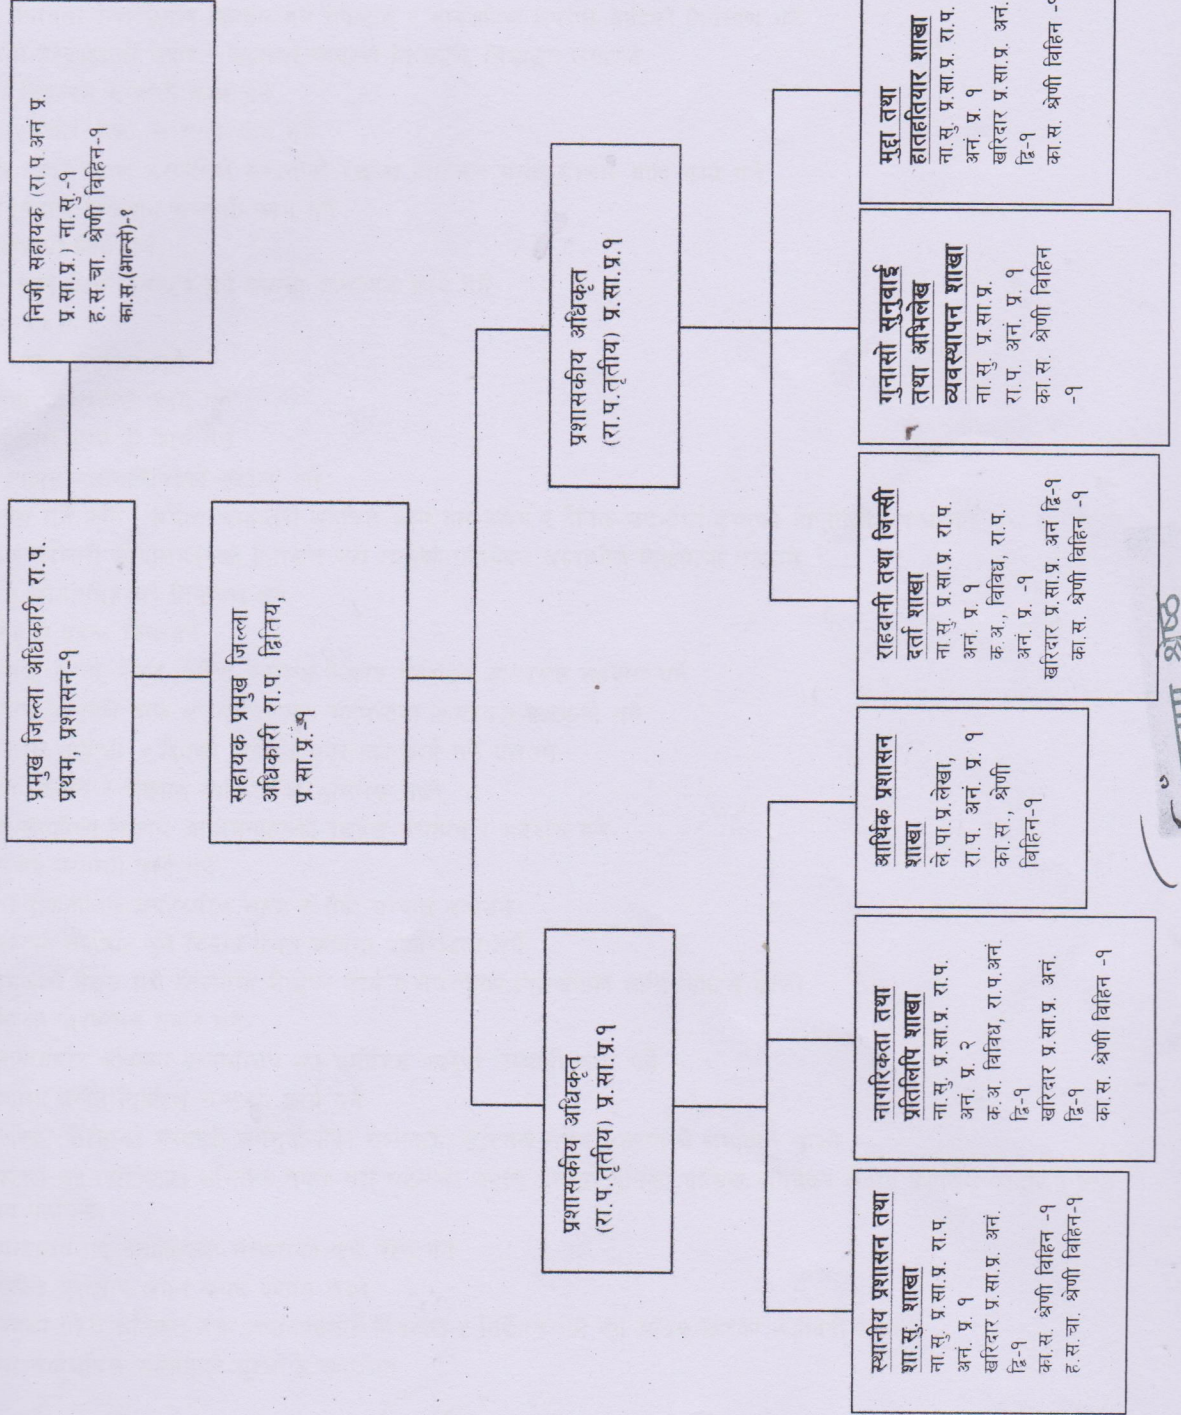 प्रमुख जिल्ला अधिकारी रा.प.
प्रथम, प्रशासन-१
निजी सहायक (रा.प.अनं प्र.
प्र.सा.प्र.) ना.सु.-१
ह.स.चा. श्रेणी विहिन-१
का.स.(भान्से)-१
सहायक प्रमुख जिल्ला
अधिकारी रा.प. द्वितिय,
प्र.सा.प्र.-१
प्रशासकीय अधिकृत
(रा.प.तृतीय) प्र.सा.प्र.१
प्रशासकीय अधिकृत
(रा.प.तृतीय) प्र.सा.प्र.१
स्थानीय प्रशासन तथा
शा.सु. शाखा
ना.सु. प्र.सा.प्र. रा.प.
अनं. प्र. १
खरिदार प्र.सा.प्र. अनं.
द्वि-१
का.स. श्रेणी विहिन -१
ह.स.चा. श्रेणी विहिन-१
नागरिकता तथा
प्रतिलिपि शाखा
ना.सु. प्र.सा.प्र. रा.प.
अनं. प्र. २
क.अ. विविध, रा.प.अनं.
द्वि-१
खरिदार प्र.सा.प्र. अनं.
द्वि-१
का.स. श्रेणी विहिन -१
आर्थिक प्रशासन
शाखा
ले.पा.प्र.लेखा,
रा.प. अनं. प्र. १
का.स., श्रेणी
विहिन-१
राहदानी तथा जिन्सी
दर्ता शाखा
ना.सु. प्र.सा.प्र. रा.प.
अनं. प्र. १
क.अ., विविध, रा.प.
अनं. प्र. -१
खरिदार प्र.सा.प्र. अनं द्वि-१
का.स. श्रेणी विहिन -१
गुनासो सुनुवाई
तथा अभिलेख
व्यवस्थापन शाखा
ना.सु. प्र.सा.प्र.
रा.प. अनं. प्र. १
का.स. श्रेणी विहिन
-१
मुद्दा तथा
हातहतियार शाखा
ना.सु. प्र.सा.प्र. रा.प.
अनं. प्र. १
खरिदार प्र.सा.प्र. अनं.
द्वि-१
का.स. श्रेणी विहिन -१
श्रेष्ठ